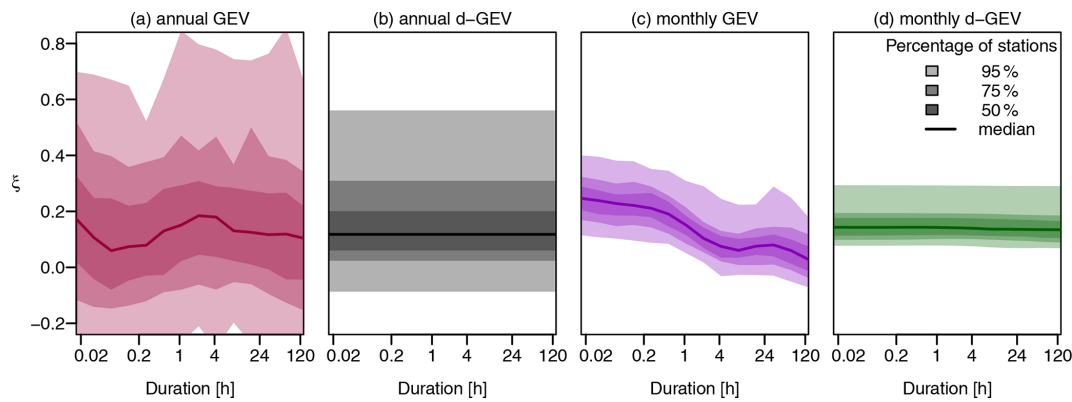 (a) annual GEV (b) annual d−GEV (c) monthly GEV (d) monthly d−GEV
0.8
0.6
0.4
0.2
0.0
−0.2
ξ
Percentage of stations
95 %
75 %
50 %
median
0.02 0.2 1 4 24 120 0.02 0.2 1 4 24 120 0.02 0.2 1 4 24 120 0.02 0.2 1 4 24 120
Duration [h] Duration [h] Duration [h] Duration [h]